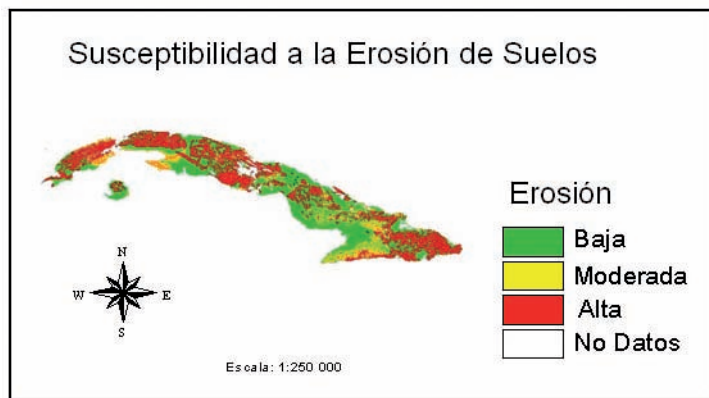 Susceptibilidad a la Erosión de Suelos
Erosión
Baja
Moderada
Alta
No Datos
N
W E
S
Escala: 1:250 000